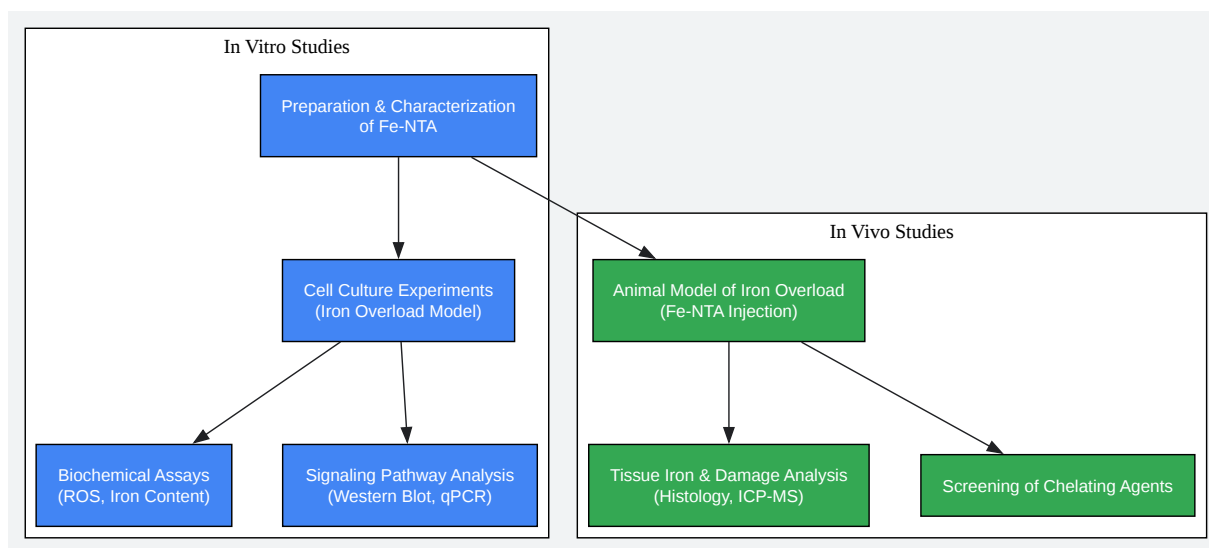 In Vitro Studies
Preparation & Characterization
of Fe-NTA
Cell Culture Experiments
(Iron Overload Model)
Biochemical Assays
(ROS, Iron Content)
Signaling Pathway Analysis
(Western Blot, qPCR)
In Vivo Studies
Animal Model of Iron Overload
(Fe-NTA Injection)
Tissue Iron & Damage Analysis
(Histology, ICP-MS)
Screening of Chelating Agents